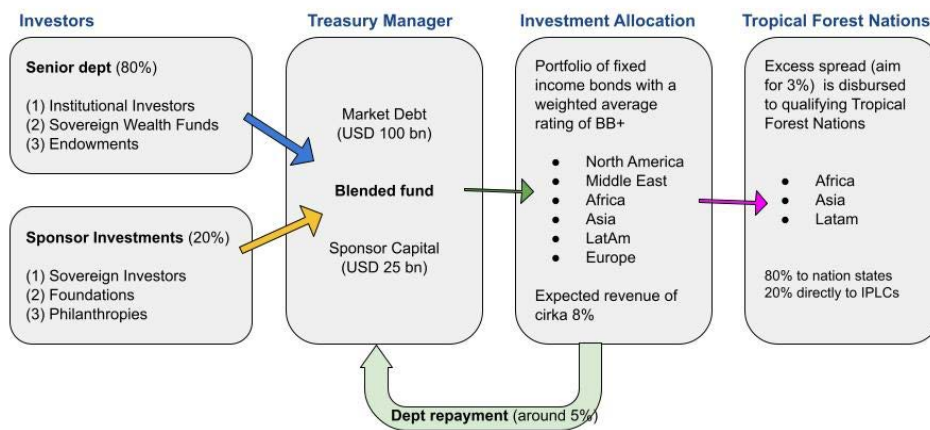 Investors
Senior dept (80%)
(1) Institutional Investors
(2) Sovereign Wealth Funds
(3) Endowments
Sponsor Investments (20%)
(1) Sovereign Investors
(2) Foundations
(3) Philanthropies
Treasury Manager
Market Debt
(USD 100 bn)
Blended fund
Sponsor Capital
(USD 25 bn)
Investment Allocation
Portfolio of fixed
income bonds with a
weighted average
rating of BB+
● North America
● Middle East
● Africa
● Asia
● LatAm
● Europe
Expected revenue of
cirka 8%
Tropical Forest Nations
Excess spread (aim
for 3%) is disbursed
to qualifying Tropical
Forest Nations
● Africa
● Asia
● Latam
80% to nation states
20% directly to IPLCs
Dept repayment (around 5%)